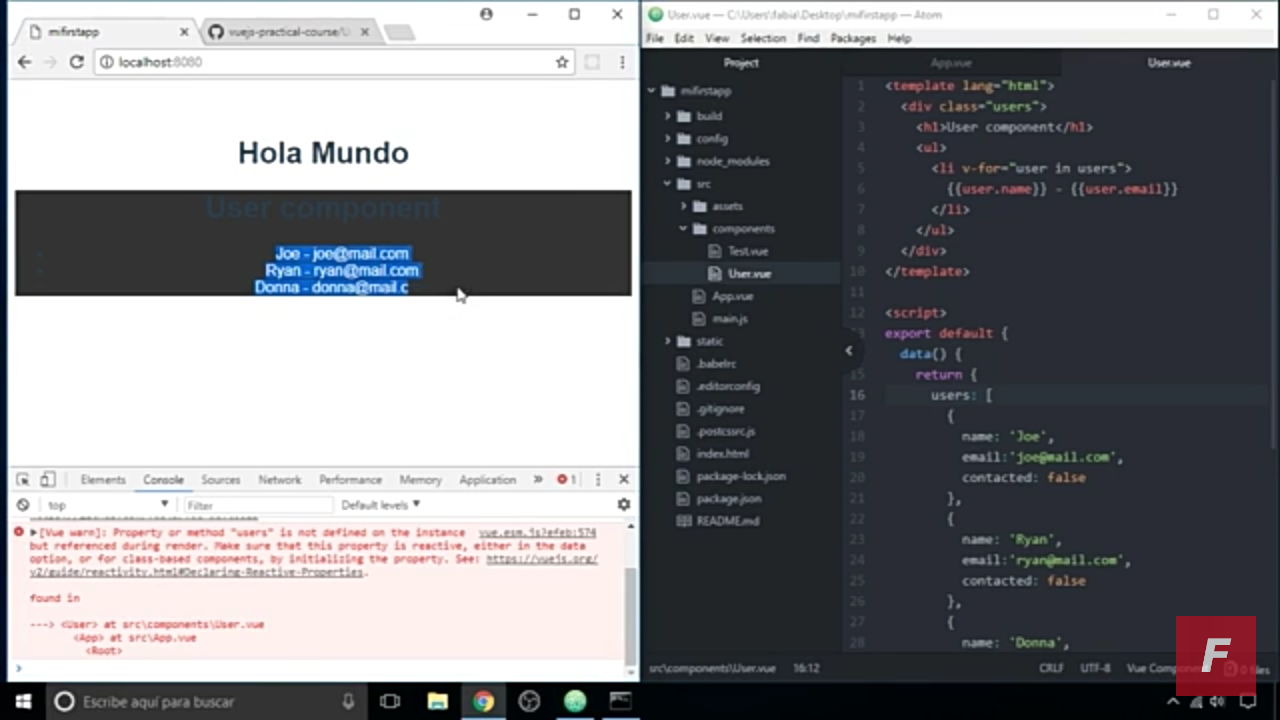 mifirstapp
vuejs-practical-course/
localhost:8080
Hola Mundo
User component
Joe - joe@mail.com
Ryan - ryan@mail.com
Donna - donna@mail.c
Elements Console Sources Network Performance Memory Application » 1
top Filter Default levels
[Vue warn]: Property or method "users" is not defined on the instance vue.esm.js?efeb:574
but referenced during render. Make sure that this property is reactive, either in the data
option, or for class-based components, by initializing the property. See: https://vuejs.org/
v2/guide/reactivity.html#Declaring-Reactive-Properties.
found in
---> <User> at src\components\User.vue
<App> at src\App.vue
<Root>
>
User.vue — C:\Users\fabia\Desktop\mifirstapp — Atom
File Edit View Selection Find Packages Help
Project
mifirstapp
build
config
node_modules
src
assets
components
Test.vue
User.vue
App.vue
main.js
static
.babelrc
.editorconfig
.gitignore
.postcssrc.js
index.html
package-lock.json
package.json
README.md
App.vue User.vue
1 <template lang="html">
2 <div class="users">
3 <h1>User component</h1>
4 <ul>
5 <li v-for="user in users">
6 {{user.name}} - {{user.email}}
7 </li>
8 </ul>
9 </div>
10 </template>
11
12 <script>
13 export default {
14 data() {
15 return {
16 users: [
17 {
18 name: 'Joe',
19 email:'joe@mail.com',
20 contacted: false
21 },
22 {
23 name: 'Ryan',
24 email:'ryan@mail.com',
25 contacted: false
26 },
27 {
28 name: 'Donna',
src\components\User.vue 16:12 CRLF UTF-8 Vue Compon 0 files
F
Escribe aquí para buscar